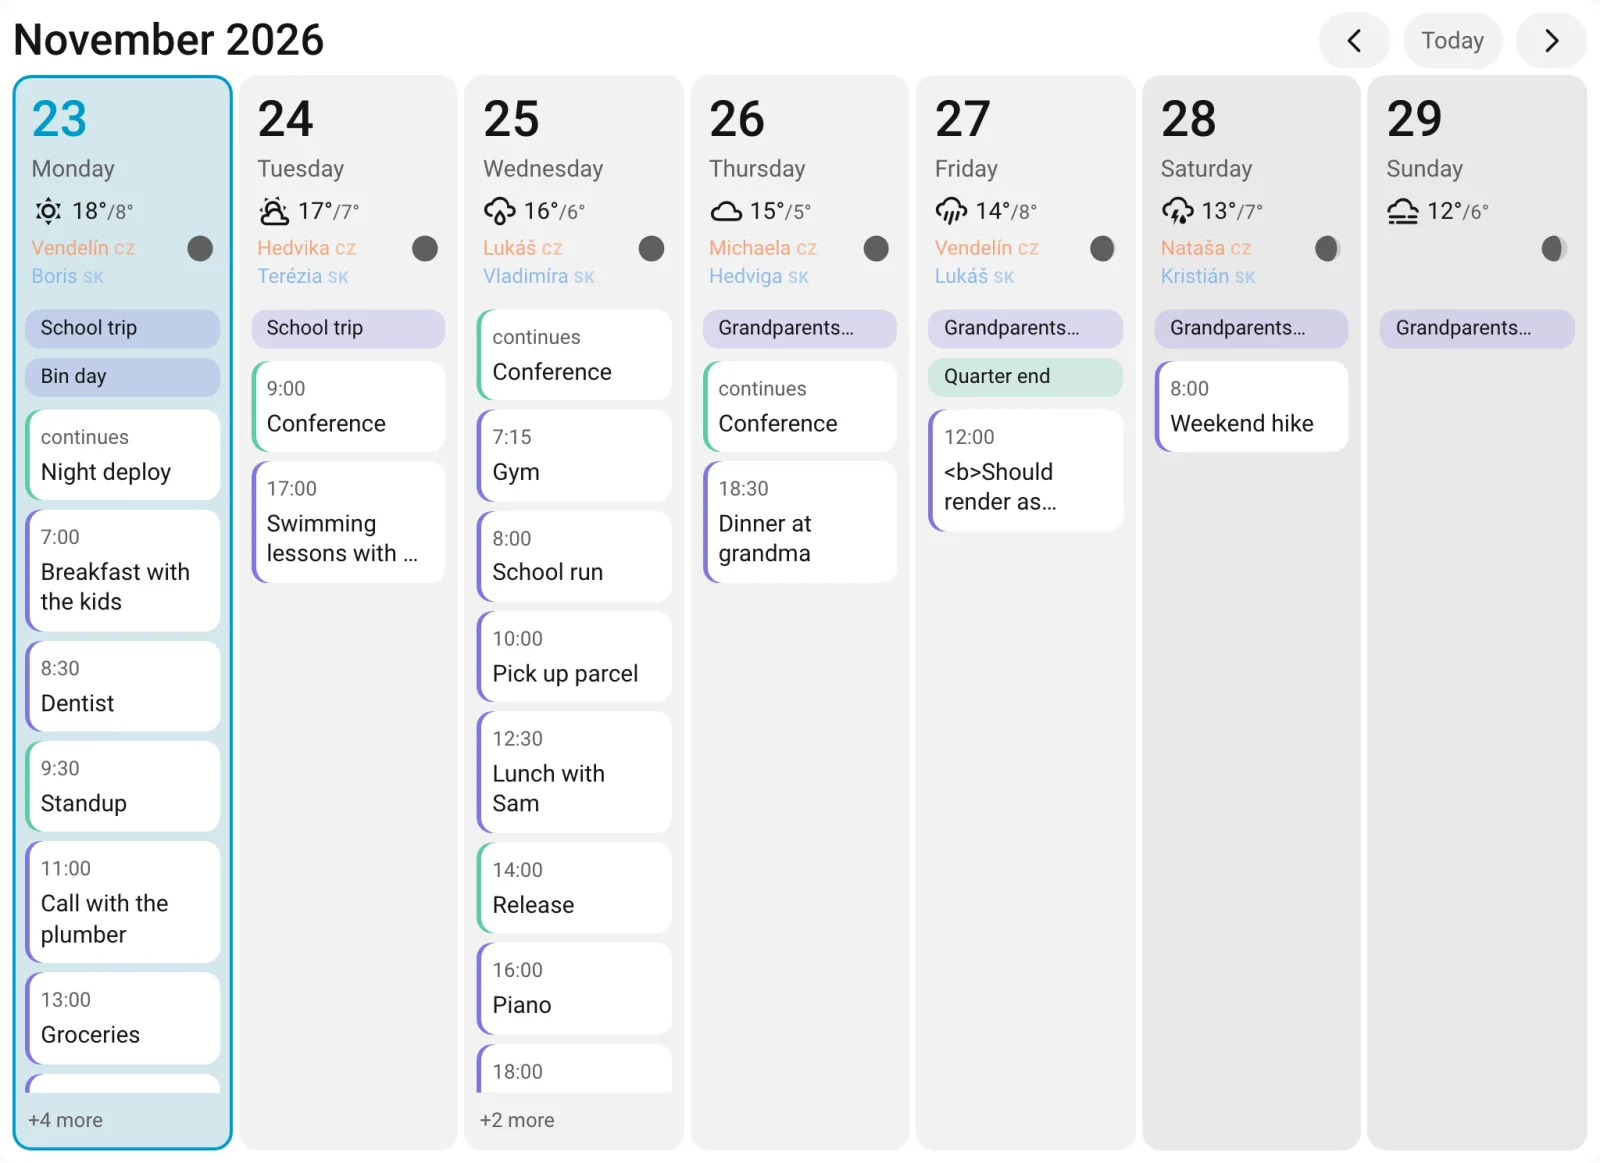 November 2026
Today
23
Monday
18°/8°
Vendelín CZ
Boris SK
School trip
Bin day
continues
Night deploy
7:00
Breakfast with
the kids
8:30
Dentist
9:30
Standup
11:00
Call with the
plumber
13:00
Groceries
+4 more
24
Tuesday
17°/7°
Hedvika CZ
Terézia SK
School trip
9:00
Conference
17:00
Swimming
lessons with ...
25
Wednesday
16°/6°
Lukáš CZ
Vladimíra SK
continues
Conference
7:15
Gym
8:00
School run
10:00
Pick up parcel
12:30
Lunch with
Sam
14:00
Release
16:00
Piano
18:00
+2 more
26
Thursday
15°/5°
Michaela CZ
Hedviga SK
Grandparents...
continues
Conference
18:30
Dinner at
grandma
27
Friday
14°/8°
Vendelín CZ
Lukáš SK
Grandparents...
Quarter end
12:00
<b>Should
render as...
28
Saturday
13°/7°
Nataša CZ
Kristián SK
Grandparents...
8:00
Weekend hike
29
Sunday
12°/6°
Grandparents...